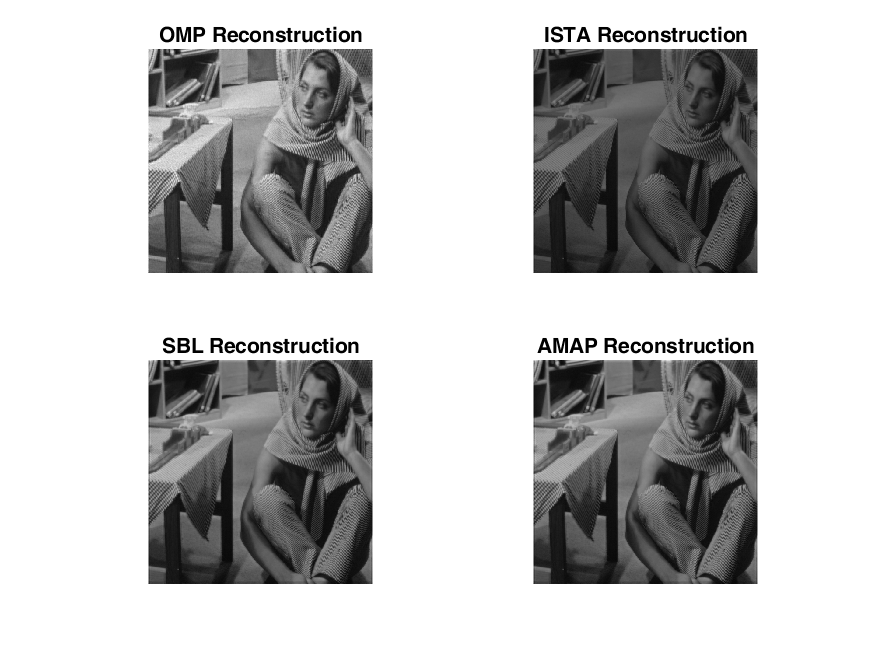 OMP Reconstruction
ISTA Reconstruction
SBL Reconstruction
AMAP Reconstruction